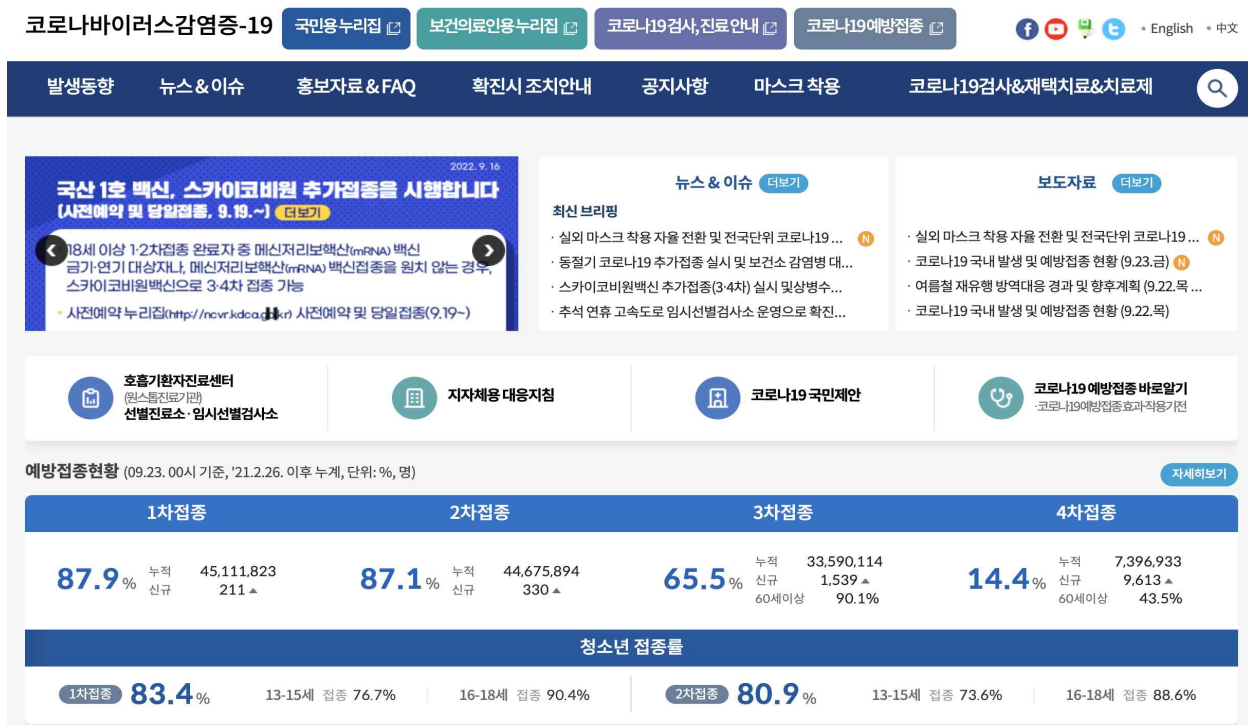 코로나바이러스감염증-19 국민용 누리집 보건의료인용 누리집 코로나19검사,진료 안내 코로나19예방접종 English 中文
발생동향 뉴스 & 이슈 홍보자료 & FAQ 확진시 조치안내 공지사항 마스크 착용 코로나19검사&재택치료&치료제
2022. 9. 16
국산 1호 백신, 스카이코비원 추가접종을 시행합니다
(사전예약 및 당일접종, 9.19.~) 더보기
18세 이상 1·2차접종 완료자 중 메신저리보핵산(mRNA) 백신
금기·연기 대상자나, 메신저리보핵산(mRNA) 백신접종을 원치 않는 경우,
스카이코비원백신으로 3·4차 접종 가능
사전예약 누리집(http://ncvr.kdca.go.kr) 사전예약 및 당일접종(9.19~)
뉴스 & 이슈 더보기
최신 브리핑
· 실외 마스크 착용 자율 전환 및 전국단위 코로나19 ... N
· 동절기 코로나19 추가접종 실시 및 보건소 감염병 대...
· 스카이코비원백신 추가접종(3·4차) 실시 및상병수...
· 추석 연휴 고속도로 임시선별검사소 운영으로 확진...
보도자료 더보기
· 실외 마스크 착용 자율 전환 및 전국단위 코로나19 ... N
· 코로나19 국내 발생 및 예방접종 현황 (9.23.금) N
· 여름철 재유행 방역대응 경과 및 향후계획 (9.22.목 ...
· 코로나19 국내 발생 및 예방접종 현황 (9.22.목)
호흡기환자진료센터
(원스톱진료기관)
선별진료소·임시선별검사소
지자체용 대응지침
코로나19 국민제안
코로나19 예방접종 바로알기
·코로나19예방접종효과·작용기전
예방접종현황 (09.23. 00시 기준, '21.2.26. 이후 누계, 단위: %, 명) 자세히보기
1차접종 2차접종 3차접종 4차접종
87.9 %
누적 45,111,823
신규 211 ▲
87.1 %
누적 44,675,894
신규 330 ▲
65.5 %
누적 33,590,114
신규 1,539 ▲
60세이상 90.1%
14.4 %
누적 7,396,933
신규 9,613 ▲
60세이상 43.5%
청소년 접종률
1차접종 83.4 % 13-15세 접종 76.7% 16-18세 접종 90.4% 2차접종 80.9 % 13-15세 접종 73.6% 16-18세 접종 88.6%